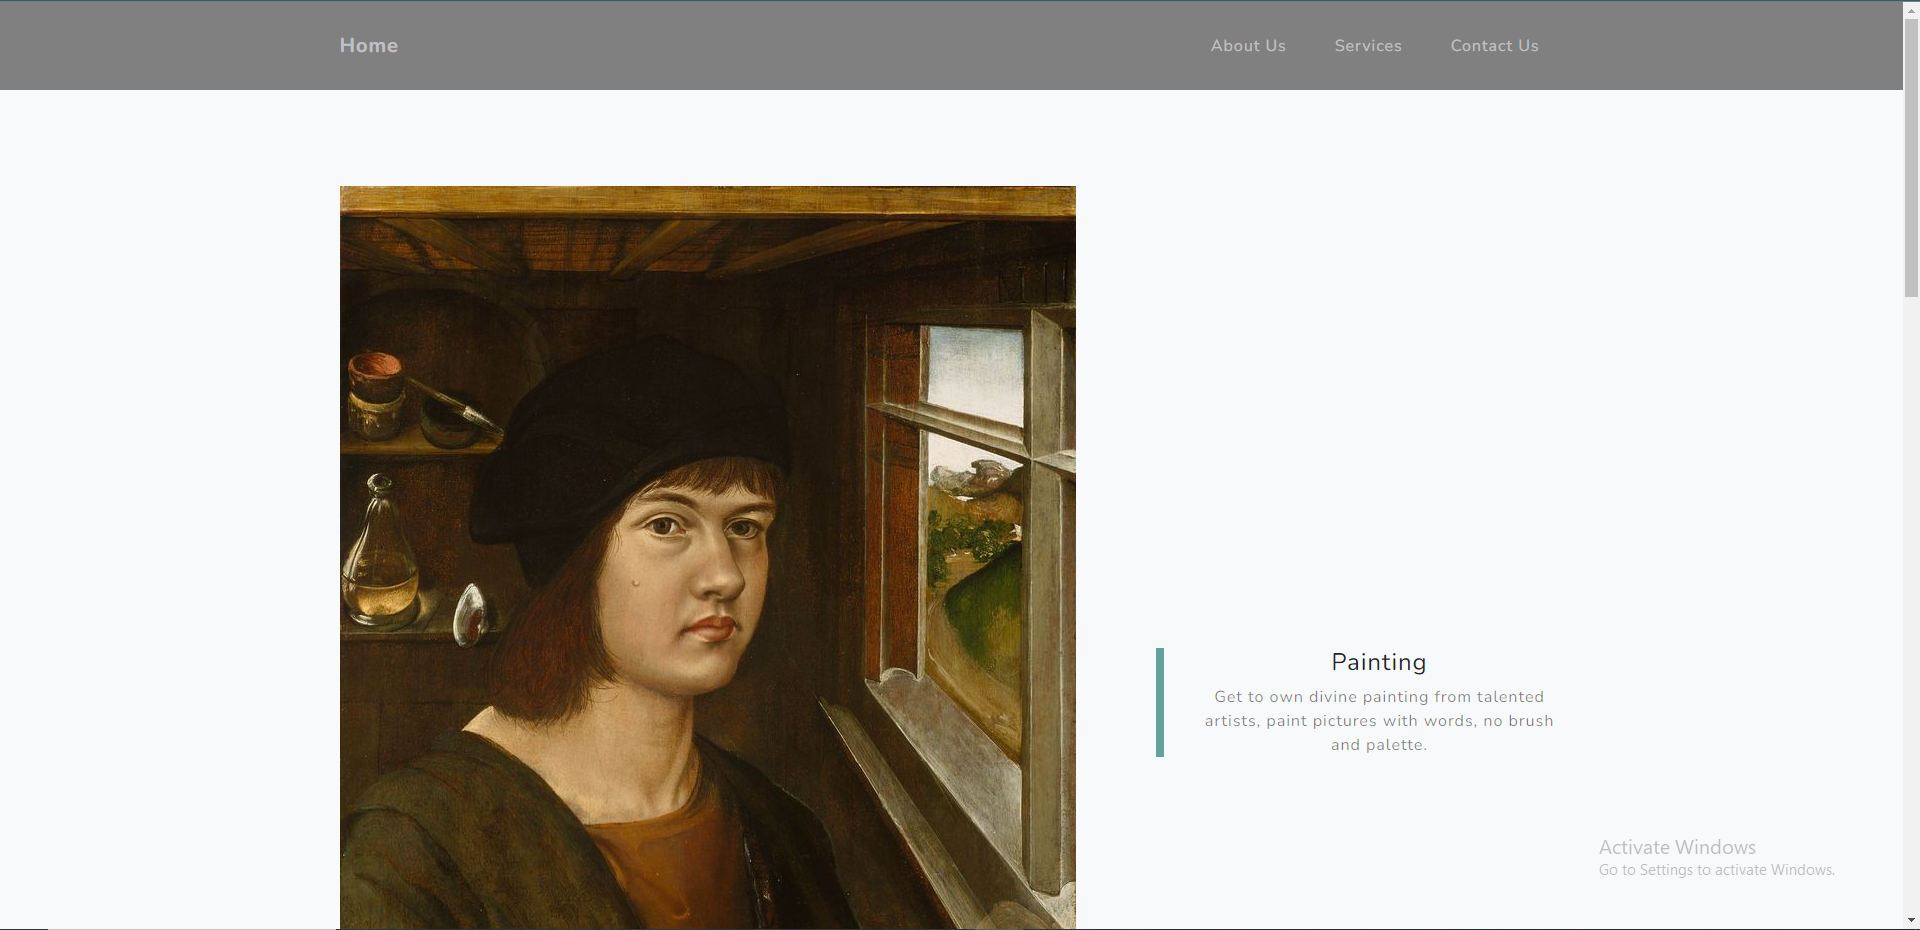 Home
About Us
Services
Contact Us
Painting
Get to own divine painting from talented
artists, paint pictures with words, no brush
and palette.
Activate Windows
Go to Settings to activate Windows.